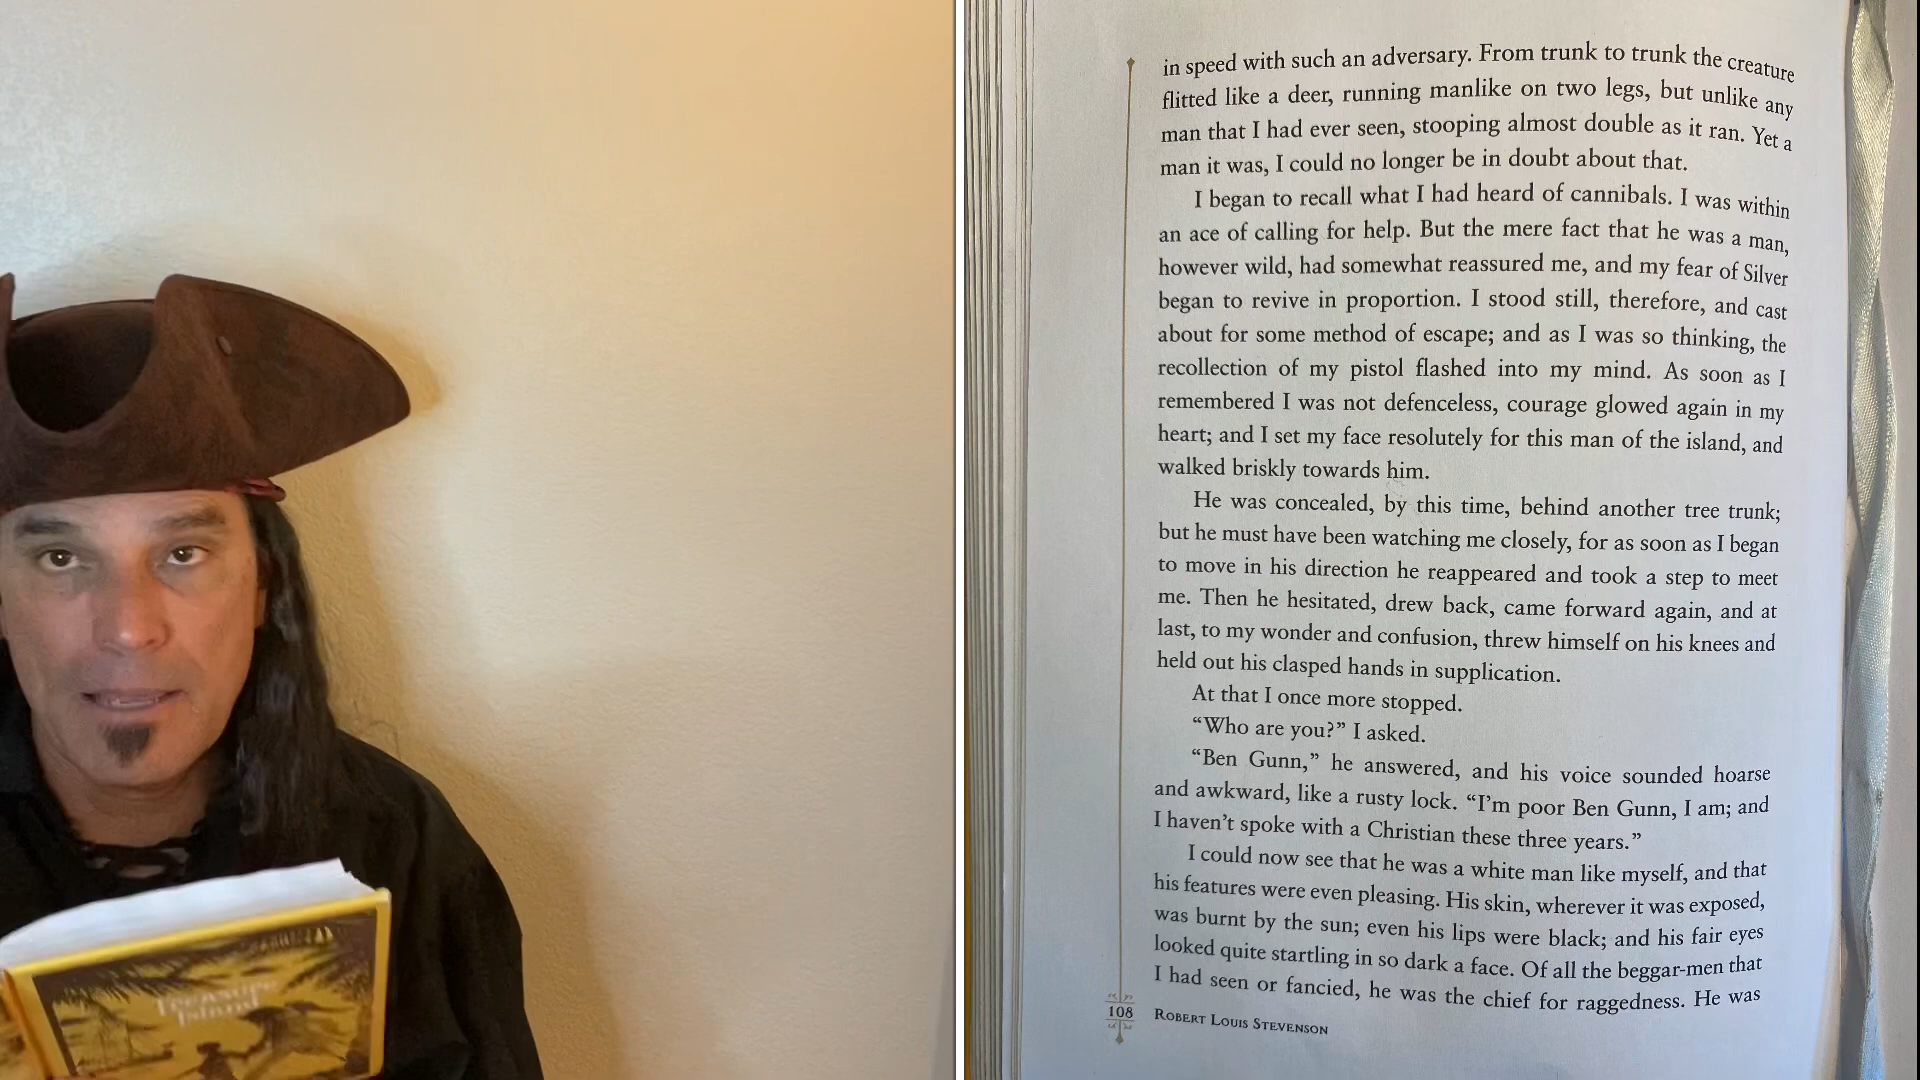 Treasure
Island
in speed with such an adversary. From trunk to trunk the creature
flitted like a deer, running manlike on two legs, but unlike any
man that I had ever seen, stooping almost double as it ran. Yet a
man it was, I could no longer be in doubt about that.
I began to recall what I had heard of cannibals. I was within
an ace of calling for help. But the mere fact that he was a man,
however wild, had somewhat reassured me, and my fear of Silver
began to revive in proportion. I stood still, therefore, and cast
about for some method of escape; and as I was so thinking, the
recollection of my pistol flashed into my mind. As soon as I
remembered I was not defenceless, courage glowed again in my
heart; and I set my face resolutely for this man of the island, and
walked briskly towards him.
He was concealed, by this time, behind another tree trunk;
but he must have been watching me closely, for as soon as I began
to move in his direction he reappeared and took a step to meet
me. Then he hesitated, drew back, came forward again, and at
last, to my wonder and confusion, threw himself on his knees and
held out his clasped hands in supplication.
At that I once more stopped.
“Who are you?” I asked.
“Ben Gunn,” he answered, and his voice sounded hoarse
and awkward, like a rusty lock. “I’m poor Ben Gunn, I am; and
I haven’t spoke with a Christian these three years.”
I could now see that he was a white man like myself, and that
his features were even pleasing. His skin, wherever it was exposed,
was burnt by the sun; even his lips were black; and his fair eyes
looked quite startling in so dark a face. Of all the beggar-men that
I had seen or fancied, he was the chief for raggedness. He was
108 Robert Louis Stevenson